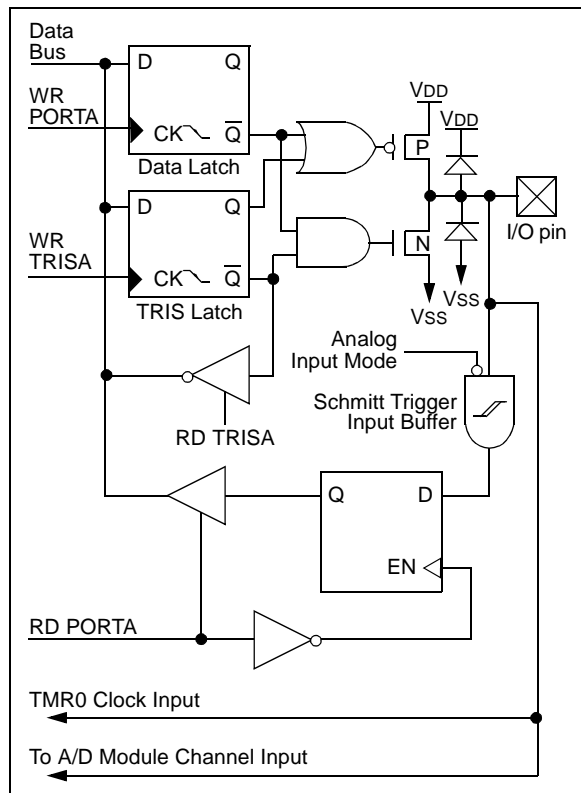 Data
Bus
D Q
VDD
WR
PORTA
VDD
CK Q
P
Data Latch
D Q
I/O pin
WR
TRISA
N
CK Q
VSS
VSS
TRIS Latch
Analog
Input Mode
Schmitt Trigger
Input Buffer
RD TRISA
Q D
EN
RD PORTA
TMR0 Clock Input
To A/D Module Channel Input